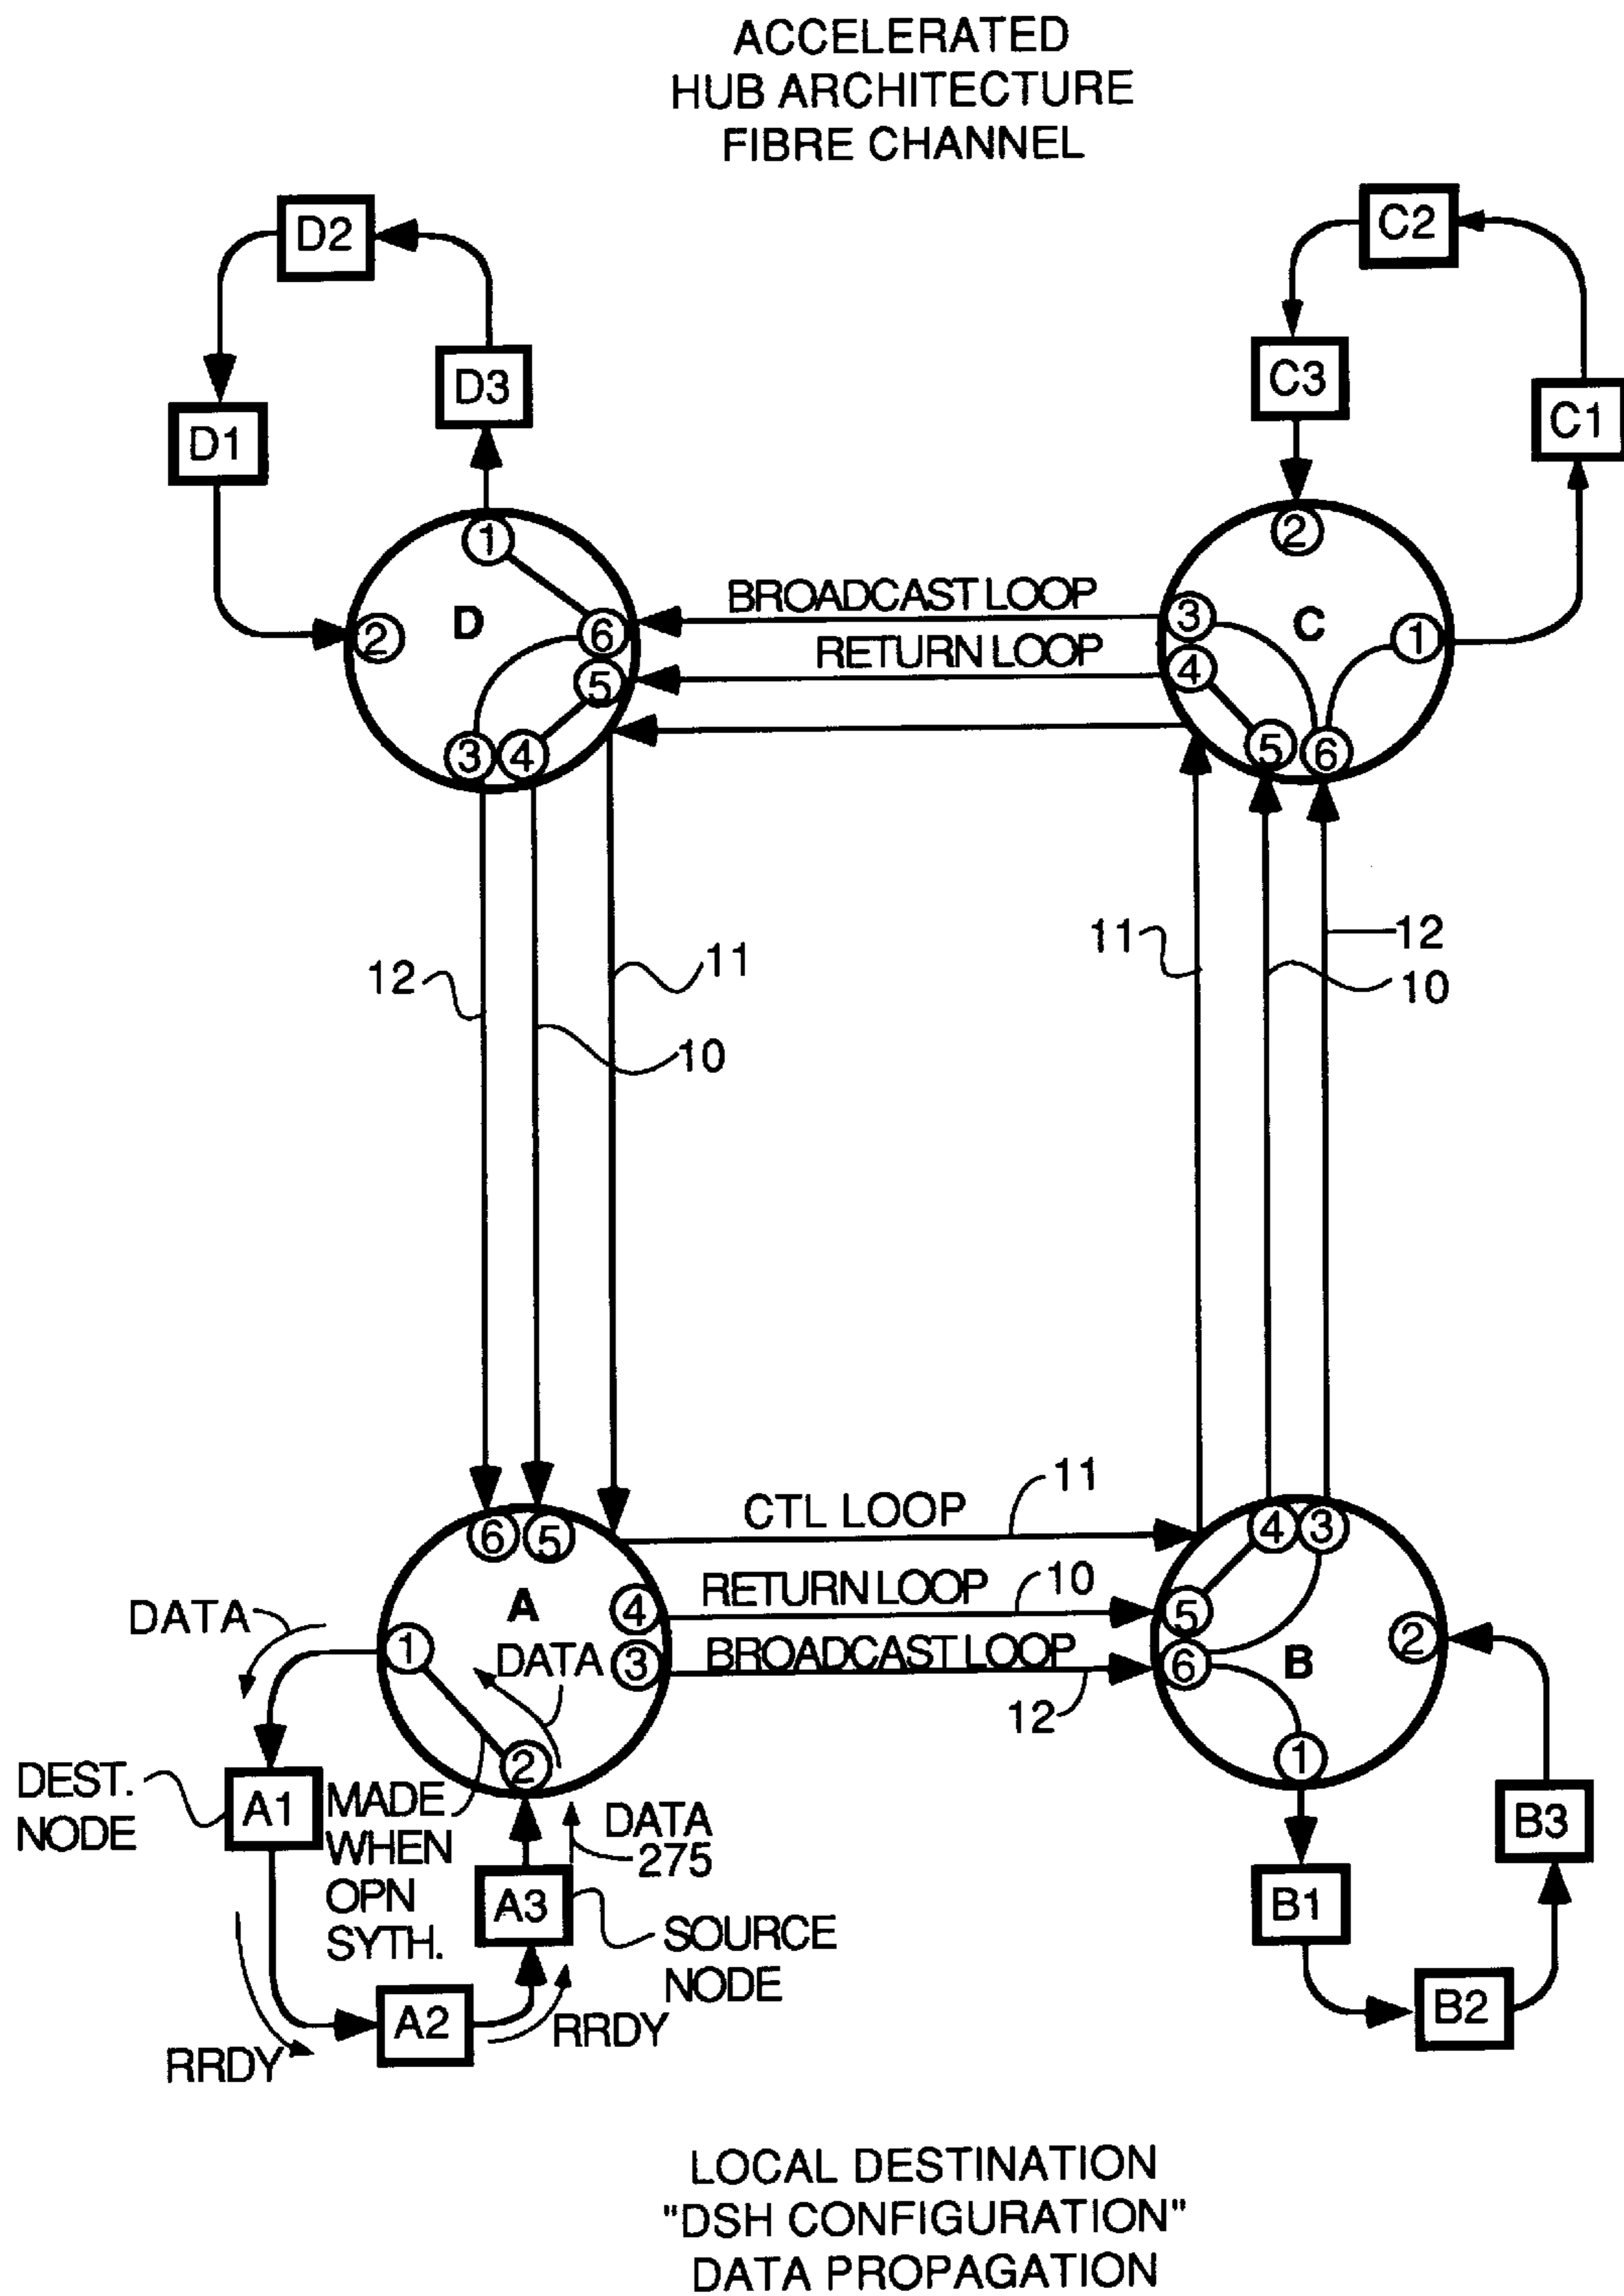 ACCELERATED
HUB ARCHITECTURE
FIBRE CHANNEL
D2
C2
D3
C3
D1
C1
1
2
D
6
5
3
4
BROADCAST LOOP
RETURN LOOP
2
3
C
1
4
5
6
12
11
10
11
12
10
6
5
A
4
1
DATA
3
2
DATA
CTL LOOP
11
RETURN LOOP
10
BROADCAST LOOP
12
4
3
5
2
6
B
1
DEST.
NODE
A1
MADE
WHEN
OPN
SYTH.
DATA
275
A3
SOURCE
NODE
A2
RRDY
RRDY
B3
B1
B2
LOCAL DESTINATION
"DSH CONFIGURATION"
DATA PROPAGATION